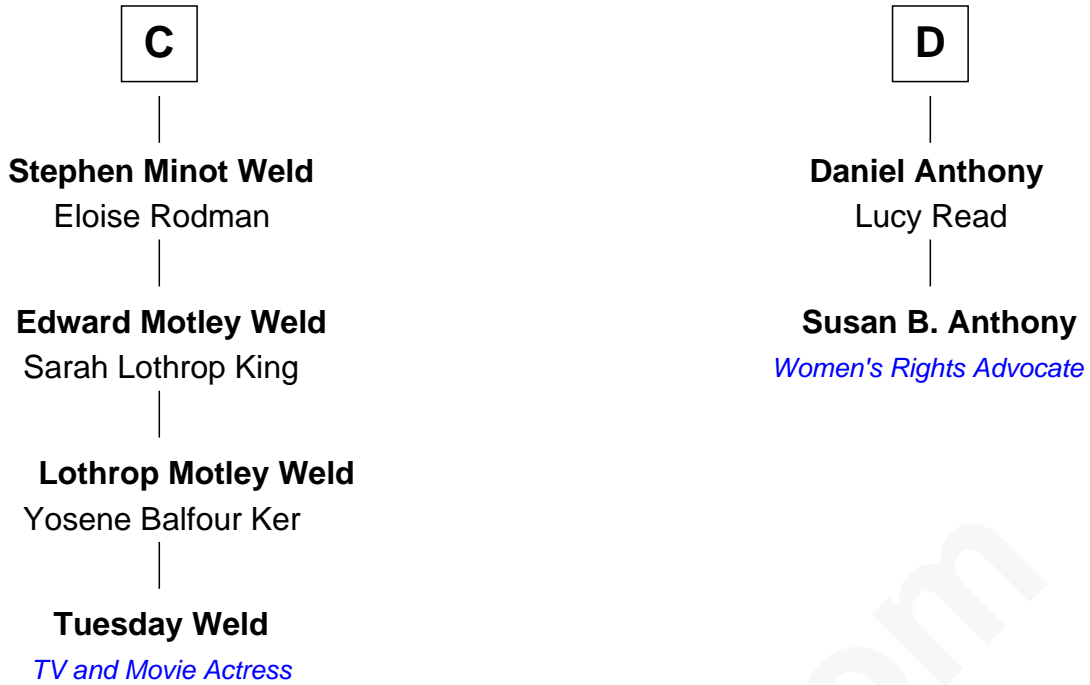 C
Stephen Minot Weld
Eloise Rodman
Edward Motley Weld
Sarah Lothrop King
Lothrop Motley Weld
Yosene Balfour Ker
Tuesday Weld
TV and Movie Actress
D
Daniel Anthony
Lucy Read
Susan B. Anthony
Women's Rights Advocate
om